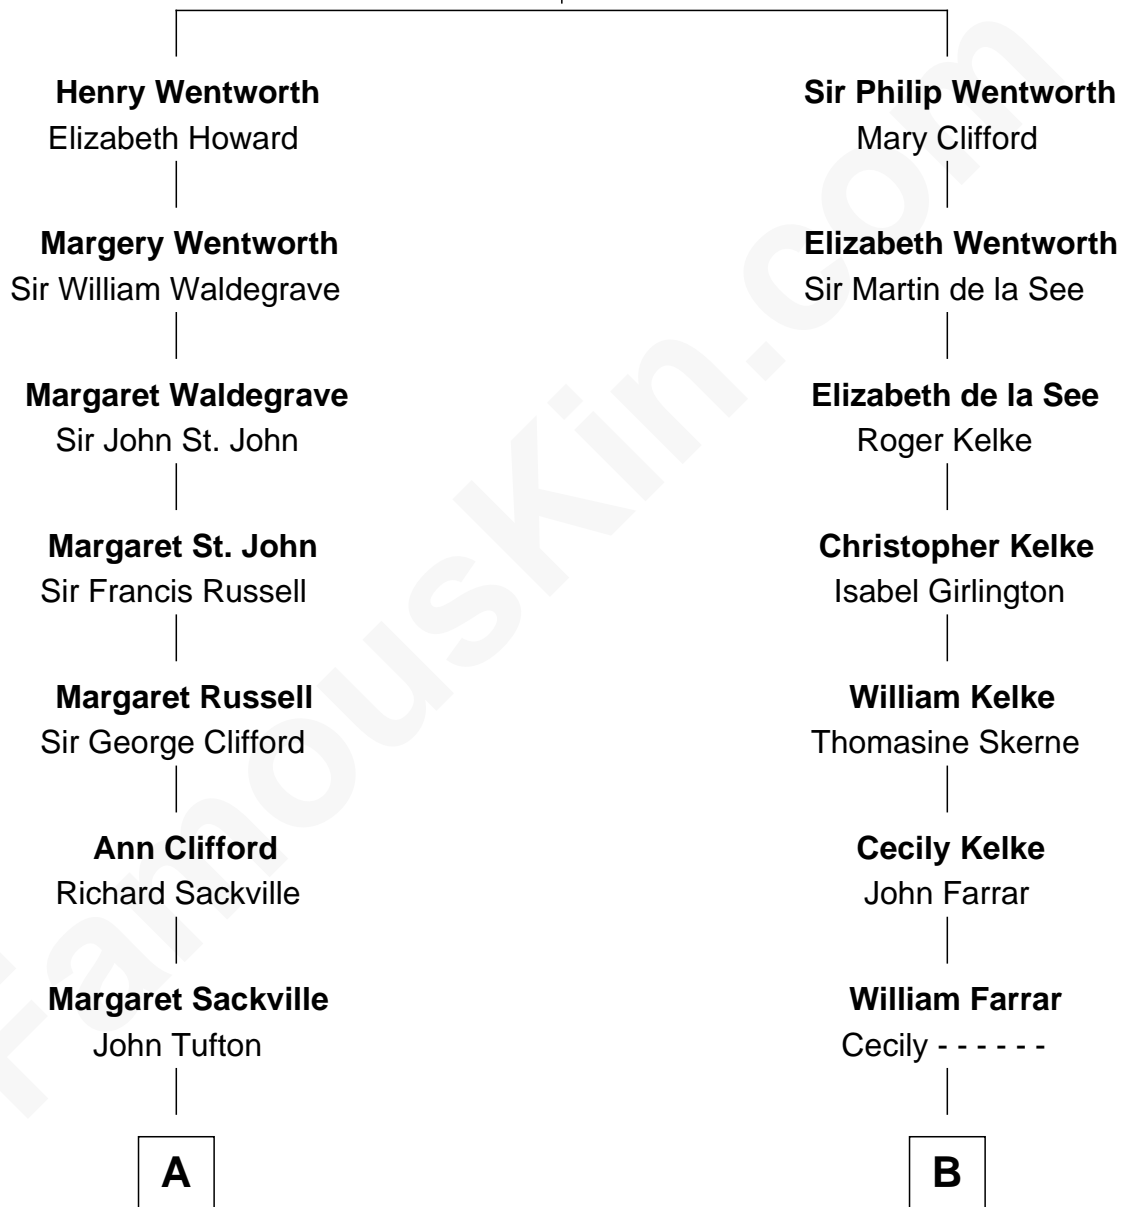 Henry Wentworth
Elizabeth Howard
Margery Wentworth
Sir William Waldegrave
Margaret Waldegrave
Sir John St. John
Margaret St. John
Sir Francis Russell
Margaret Russell
Sir George Clifford
Ann Clifford
Richard Sackville
Margaret Sackville
John Tufton
A
Sir Philip Wentworth
Mary Clifford
Elizabeth Wentworth
Sir Martin de la See
Elizabeth de la See
Roger Kelke
Christopher Kelke
Isabel Girlington
William Kelke
Thomasine Skerne
Cecily Kelke
John Farrar
William Farrar
Cecily - - - - - -
B
FamousKin.com